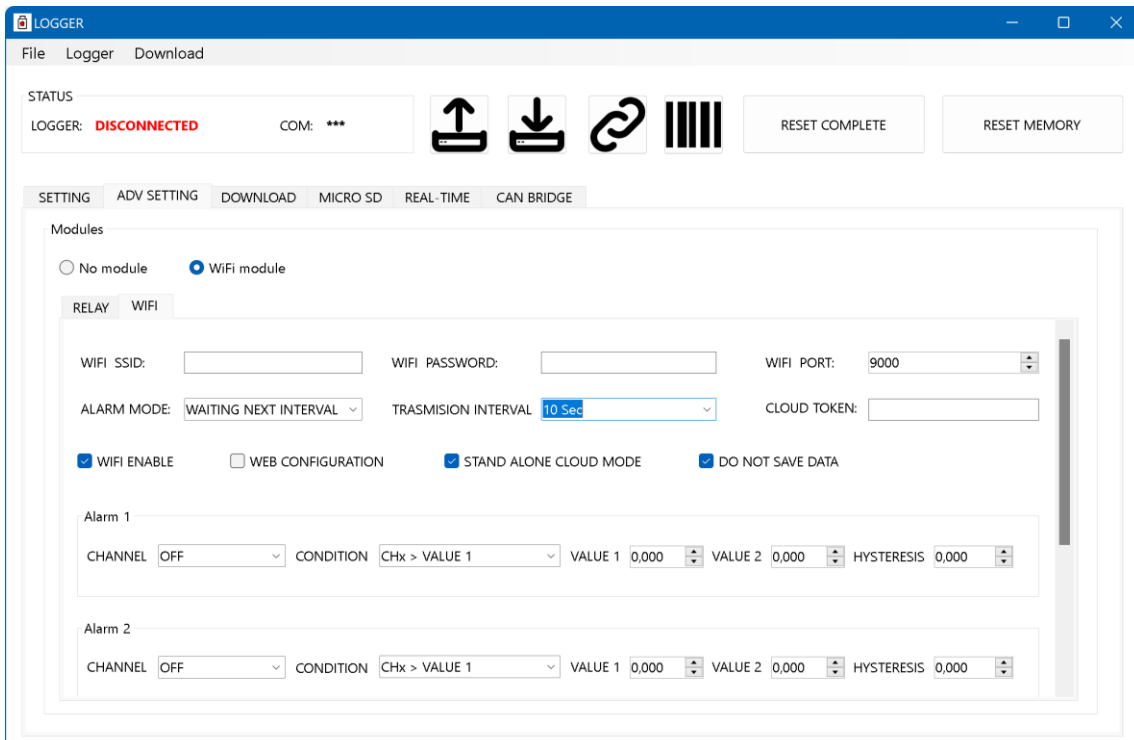 LOGGER
File Logger Download
STATUS
LOGGER: DISCONNECTED COM: ***
RESET COMPLETE RESET MEMORY
SETTING ADV SETTING DOWNLOAD MICRO SD REAL-TIME CAN BRIDGE
Modules
No module WiFi module
RELAY WIFI
WIFI SSID: WIFI PASSWORD: WIFI PORT: 9000
ALARM MODE: WAITING NEXT INTERVAL TRASMISION INTERVAL 10 Sec CLOUD TOKEN:
WIFI ENABLE WEB CONFIGURATION STAND ALONE CLOUD MODE DO NOT SAVE DATA
Alarm 1
CHANNEL OFF CONDITION CHx > VALUE 1 VALUE 1 0,000 VALUE 2 0,000 HYSTERESIS 0,000
Alarm 2
CHANNEL OFF CONDITION CHx > VALUE 1 VALUE 1 0,000 VALUE 2 0,000 HYSTERESIS 0,000